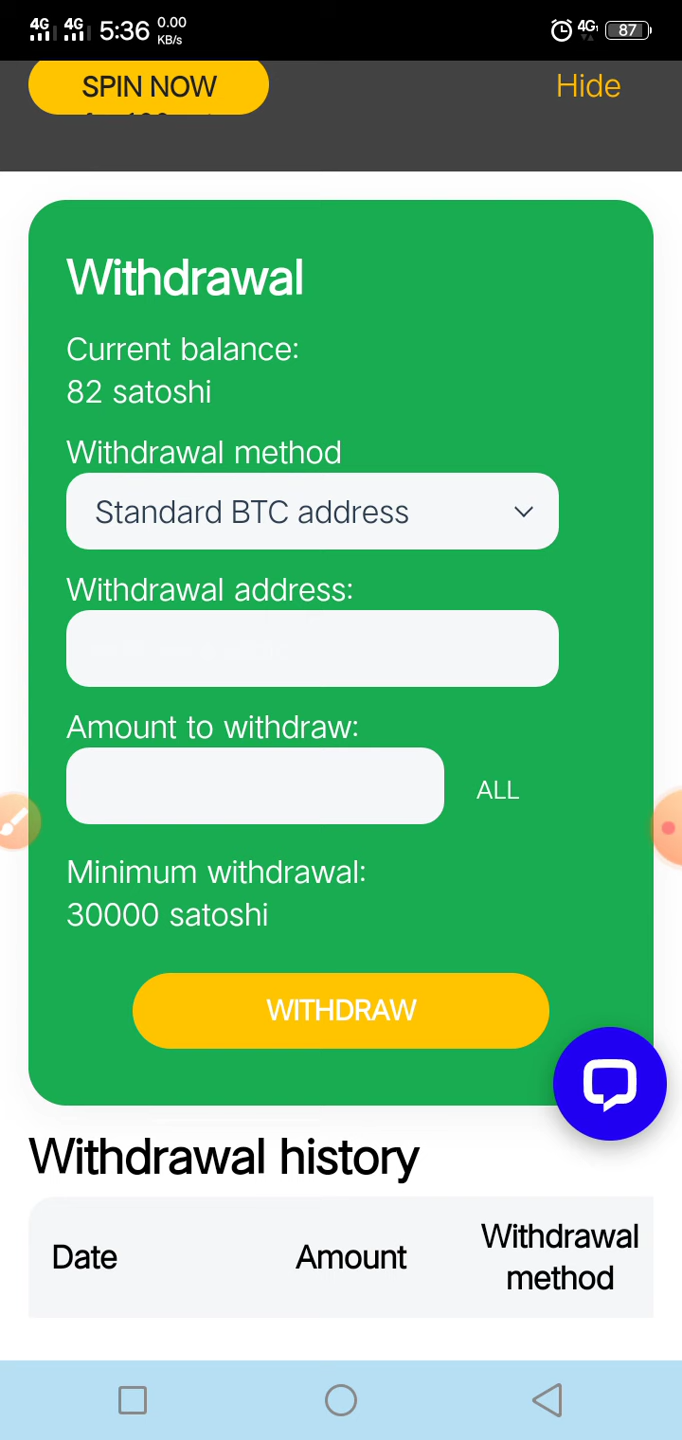 4G 4G 5:36 0.00 KB/s 4G 87
SPIN NOW
Hide
Withdrawal
Current balance:
82 satoshi
Withdrawal method
Standard BTC address
Withdrawal address:
Amount to withdraw:
ALL
Minimum withdrawal:
30000 satoshi
WITHDRAW
Withdrawal history
Date
Amount
Withdrawal
method